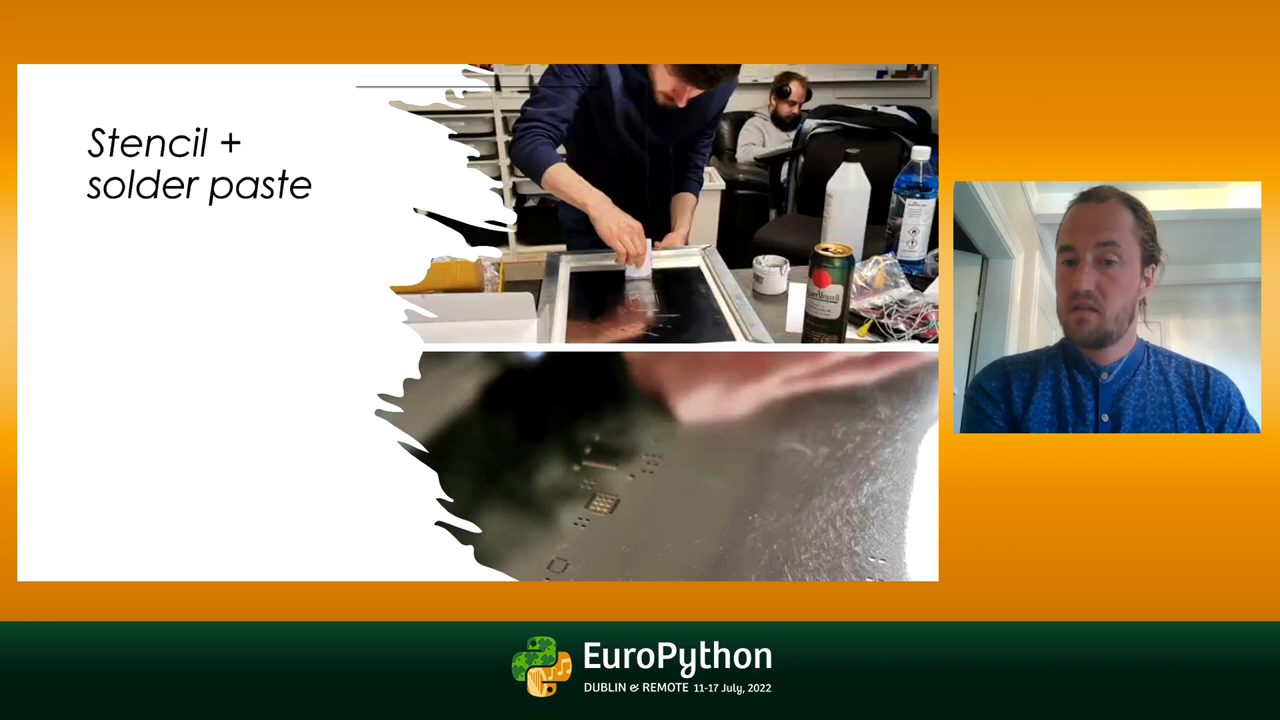 Stencil +
solder paste
EuroPython
DUBLIN & REMOTE 11-17 July, 2022